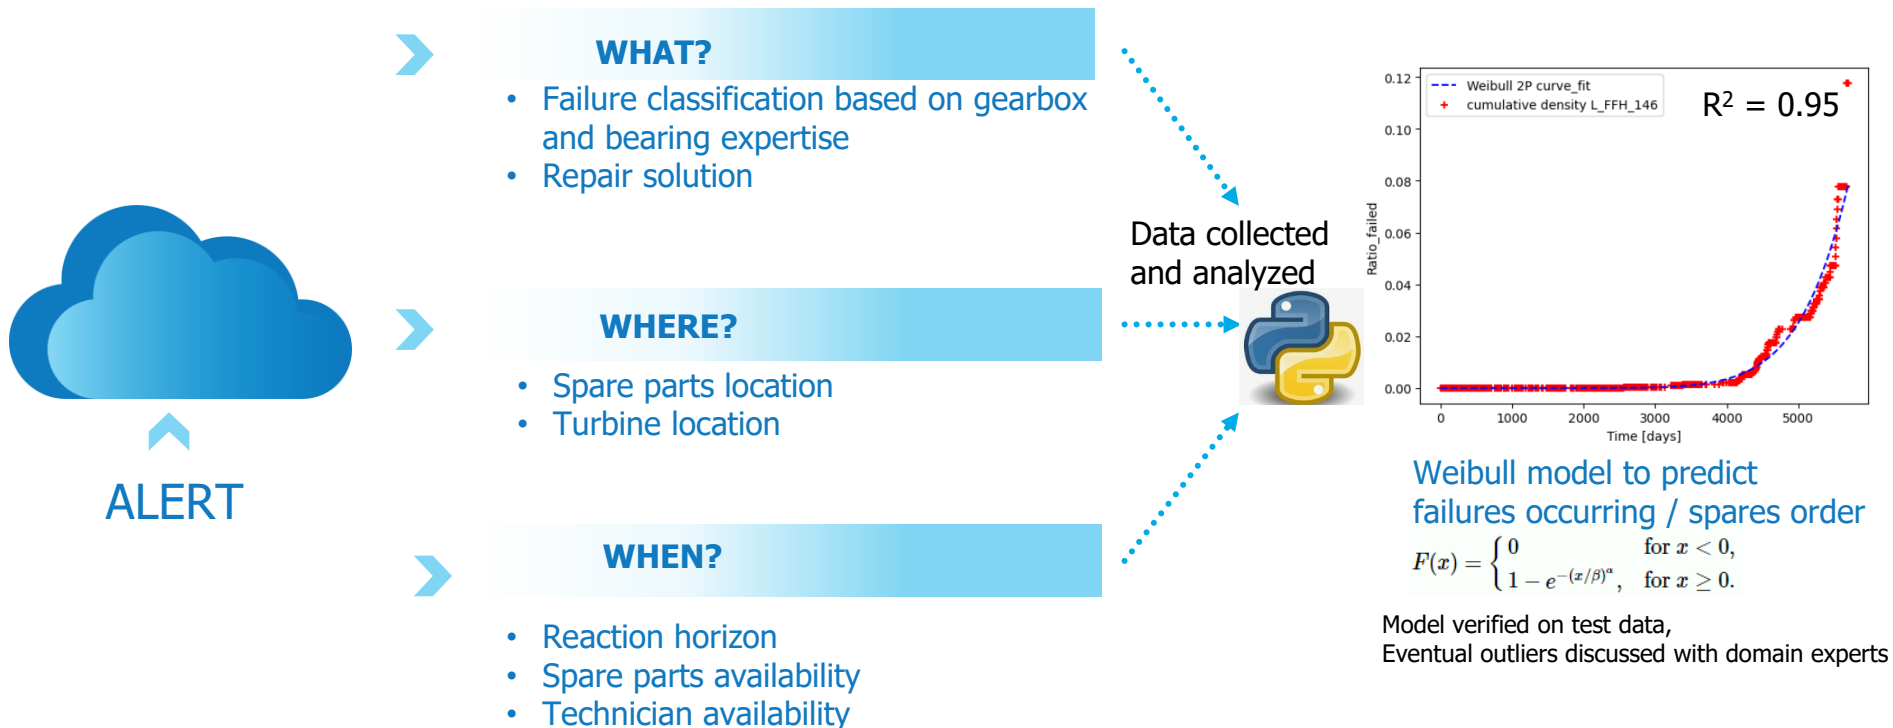 ALERT
WHAT?
• Failure classification based on gearbox
and bearing expertise
• Repair solution
WHERE?
• Spare parts location
• Turbine location
WHEN?
• Reaction horizon
• Spare parts availability
• Technician availability
Data collected
and analyzed
Weibull 2P curve_fit
cumulative density L_FFH_146
R² = 0.95
0.12
0.10
0.08
0.06
0.04
0.02
0.00
Ratio_failed
0 1000 2000 3000 4000 5000
Time [days]
Weibull model to predict
failures occurring / spares order
F(x) = { 0 for x < 0,
1 − e^{−(x/β)^α}, for x ≥ 0.
Model verified on test data,
Eventual outliers discussed with domain experts